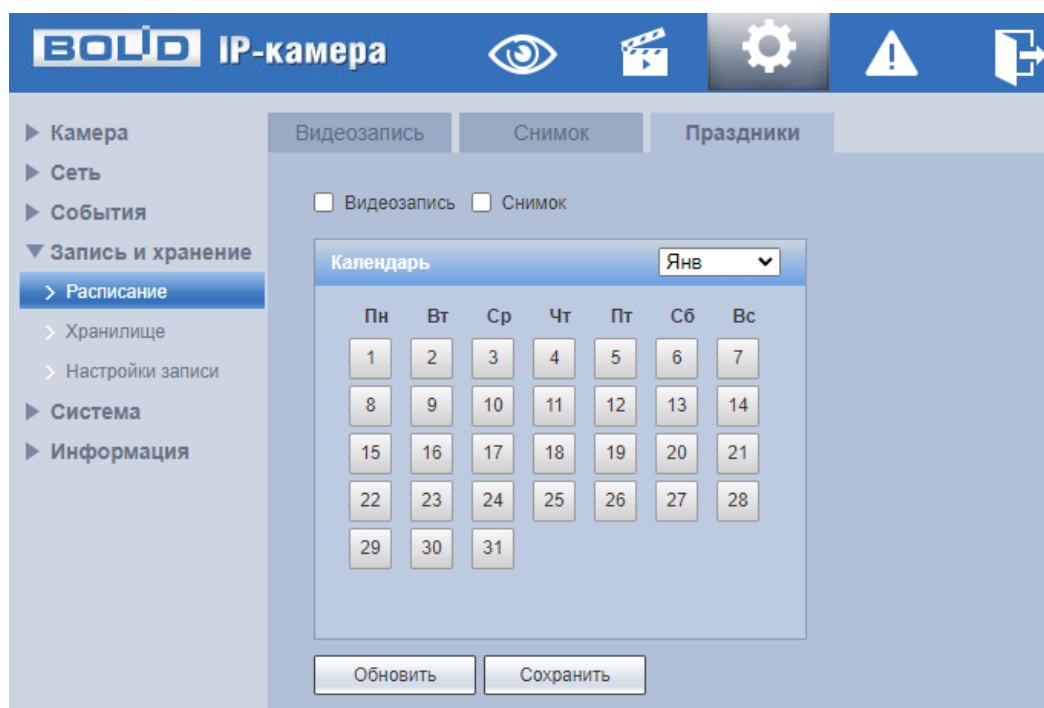 BOLID IP-камера
Камера
Сеть
События
Запись и хранение
Расписание
Хранилище
Настройки записи
Система
Информация
Видеозапись Снимок Праздники
Видеозапись Снимок
Календарь Янв
Пн Вт Ср Чт Пт Сб Вс
1 2 3 4 5 6 7
8 9 10 11 12 13 14
15 16 17 18 19 20 21
22 23 24 25 26 27 28
29 30 31
Обновить Сохранить